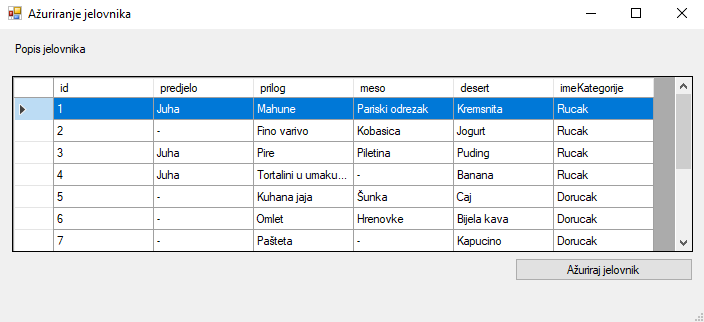 Ažuriranje jelovnika
Popis jelovnika
id predjelo prilog meso desert imeKategorije
1 Juha Mahune Pariski odrezak Kremsnita Rucak
2 - Fino varivo Kobasica Jogurt Rucak
3 Juha Pire Piletina Puding Rucak
4 Juha Tortalini u umaku... - Banana Rucak
5 - Kuhana jaja Šunka Caj Dorucak
6 - Omlet Hrenovke Bijela kava Dorucak
7 - Pašteta - Kapucino Dorucak
Ažuriraj jelovnik